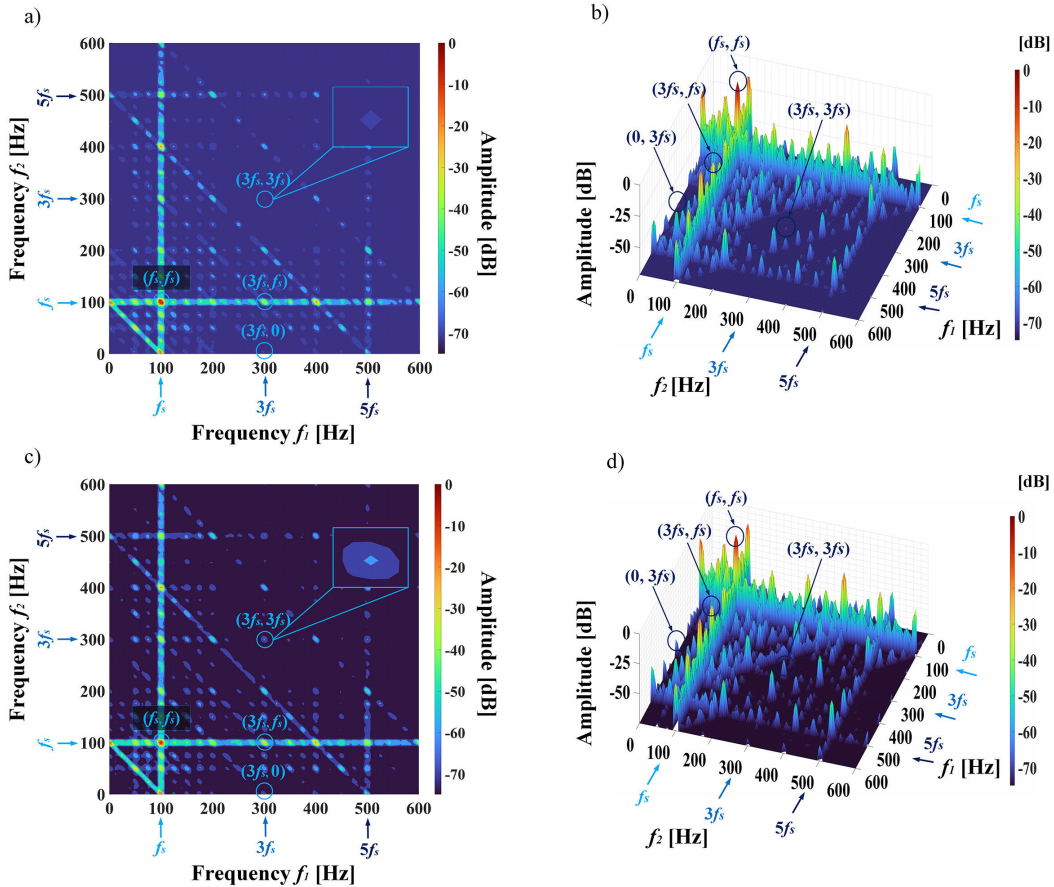 a)
600
500
400
300
200
100
0
5fs
3fs
fs
Frequency f2 [Hz]
(3fs, 3fs)
(fs, fs)
(3fs, fs)
(3fs, 0)
0 100 200 300 400 500 600
fs 3fs 5fs
Frequency f1 [Hz]
0
-10
-20
-30
-40
-50
-60
-70
Amplitude [dB]
b)
[dB]
(fs, fs)
(3fs, fs)
(3fs, 3fs)
(0, 3fs)
0
-25
-50
Amplitude [dB]
0 100 200 300 400 500 600
fs 3fs 5fs
f2 [Hz]
0
100
200
300
400
500
600
fs
3fs
5fs
f1 [Hz]
0
-10
-20
-30
-40
-50
-60
-70
c)
600
500
400
300
200
100
0
5fs
3fs
fs
Frequency f2 [Hz]
(3fs, 3fs)
(fs, fs)
(3fs, fs)
(3fs, 0)
0 100 200 300 400 500 600
fs 3fs 5fs
Frequency f1 [Hz]
0
-10
-20
-30
-40
-50
-60
-70
Amplitude [dB]
d)
[dB]
(fs, fs)
(3fs, fs)
(3fs, 3fs)
(0, 3fs)
0
-25
-50
Amplitude [dB]
0 100 200 300 400 500 600
fs 3fs 5fs
f2 [Hz]
0
100
200
300
400
500
600
fs
3fs
5fs
f1 [Hz]
0
-10
-20
-30
-40
-50
-60
-70